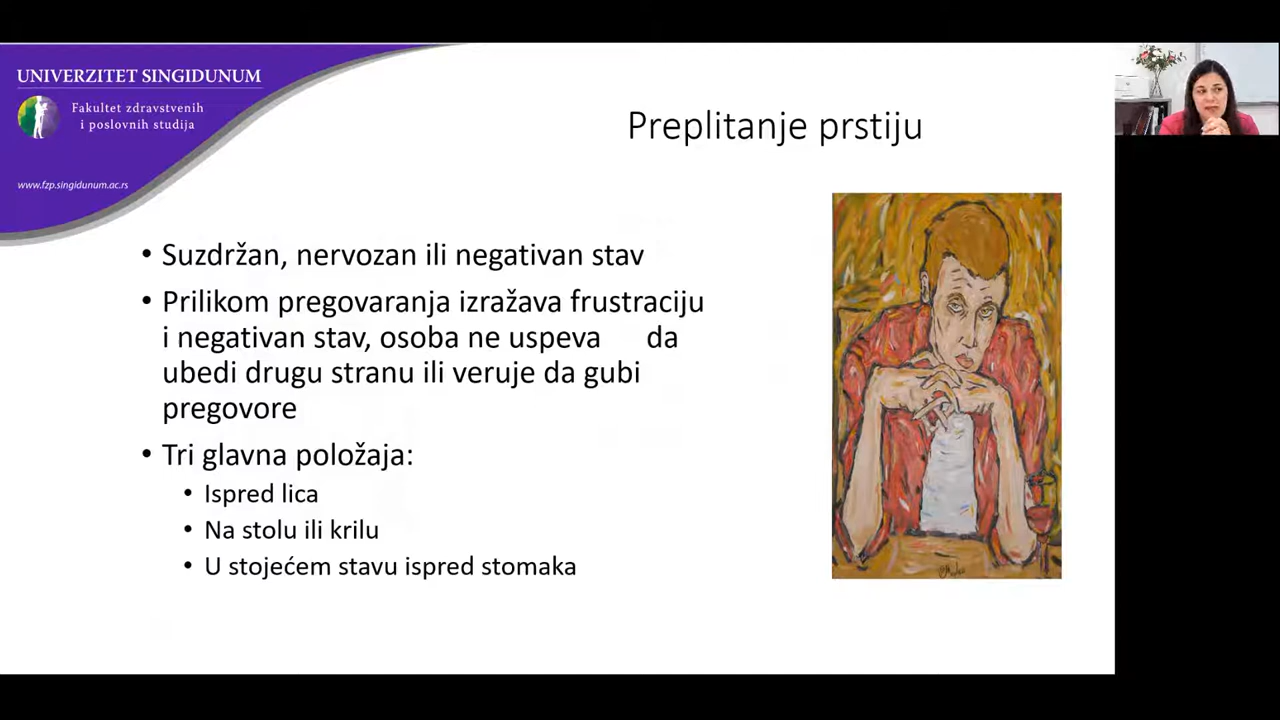 UNIVERZITET SINGIDUNUM
Fakultet zdravstvenih
i poslovnih studija
www.fzp.singidunum.ac.rs
Preplitanje prstiju
• Suzdržan, nervozan ili negativan stav
• Prilikom pregovaranja izražava frustraciju
i negativan stav, osoba ne uspeva da
ubedi drugu stranu ili veruje da gubi
pregovore
• Tri glavna položaja:
• Ispred lica
• Na stolu ili krilu
• U stojećem stavu ispred stomaka